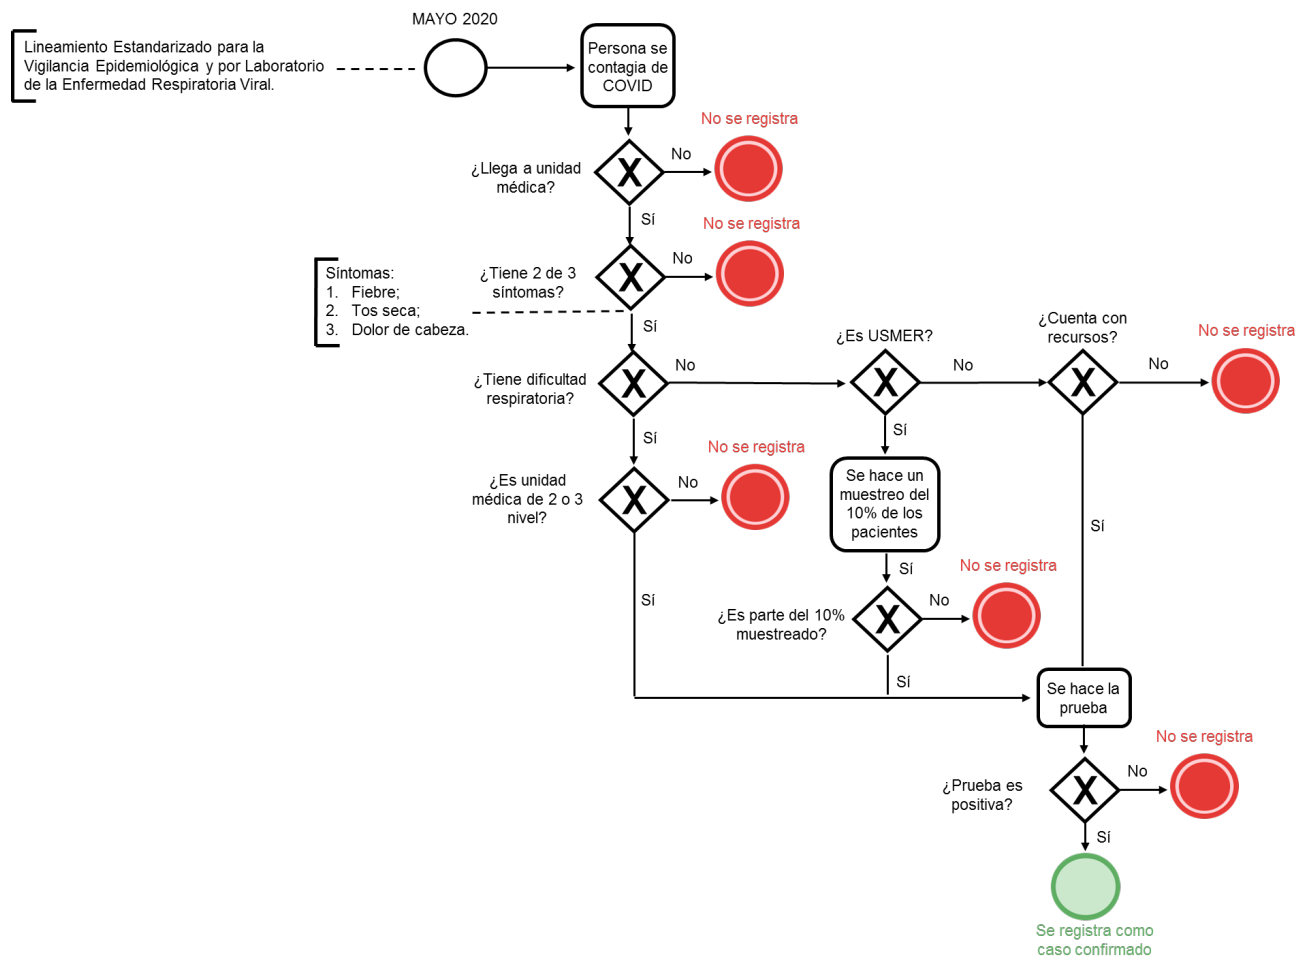 MAYO 2020
Lineamiento Estandarizado para la
Vigilancia Epidemiológica y por Laboratorio
de la Enfermedad Respiratoria Viral.
Persona se
contagia de
COVID
No se registra
¿Llega a unidad
médica?
X
No
Sí
No se registra
Síntomas:
1. Fiebre;
2. Tos seca;
3. Dolor de cabeza.
¿Tiene 2 de 3
síntomas?
X
No
Sí
¿Tiene dificultad
respiratoria?
X
No
¿Es USMER?
X
No
¿Cuenta con
recursos?
X
No
No se registra
Sí
Sí
No se registra
¿Es unidad
médica de 2 o 3
nivel?
X
No
Se hace un
muestreo del
10% de los
pacientes
Sí
Sí
No se registra
Sí
¿Es parte del 10%
muestreado?
X
No
Sí
Se hace la
prueba
No se registra
¿Prueba es
positiva?
X
No
Sí
Se registra como
caso confirmado